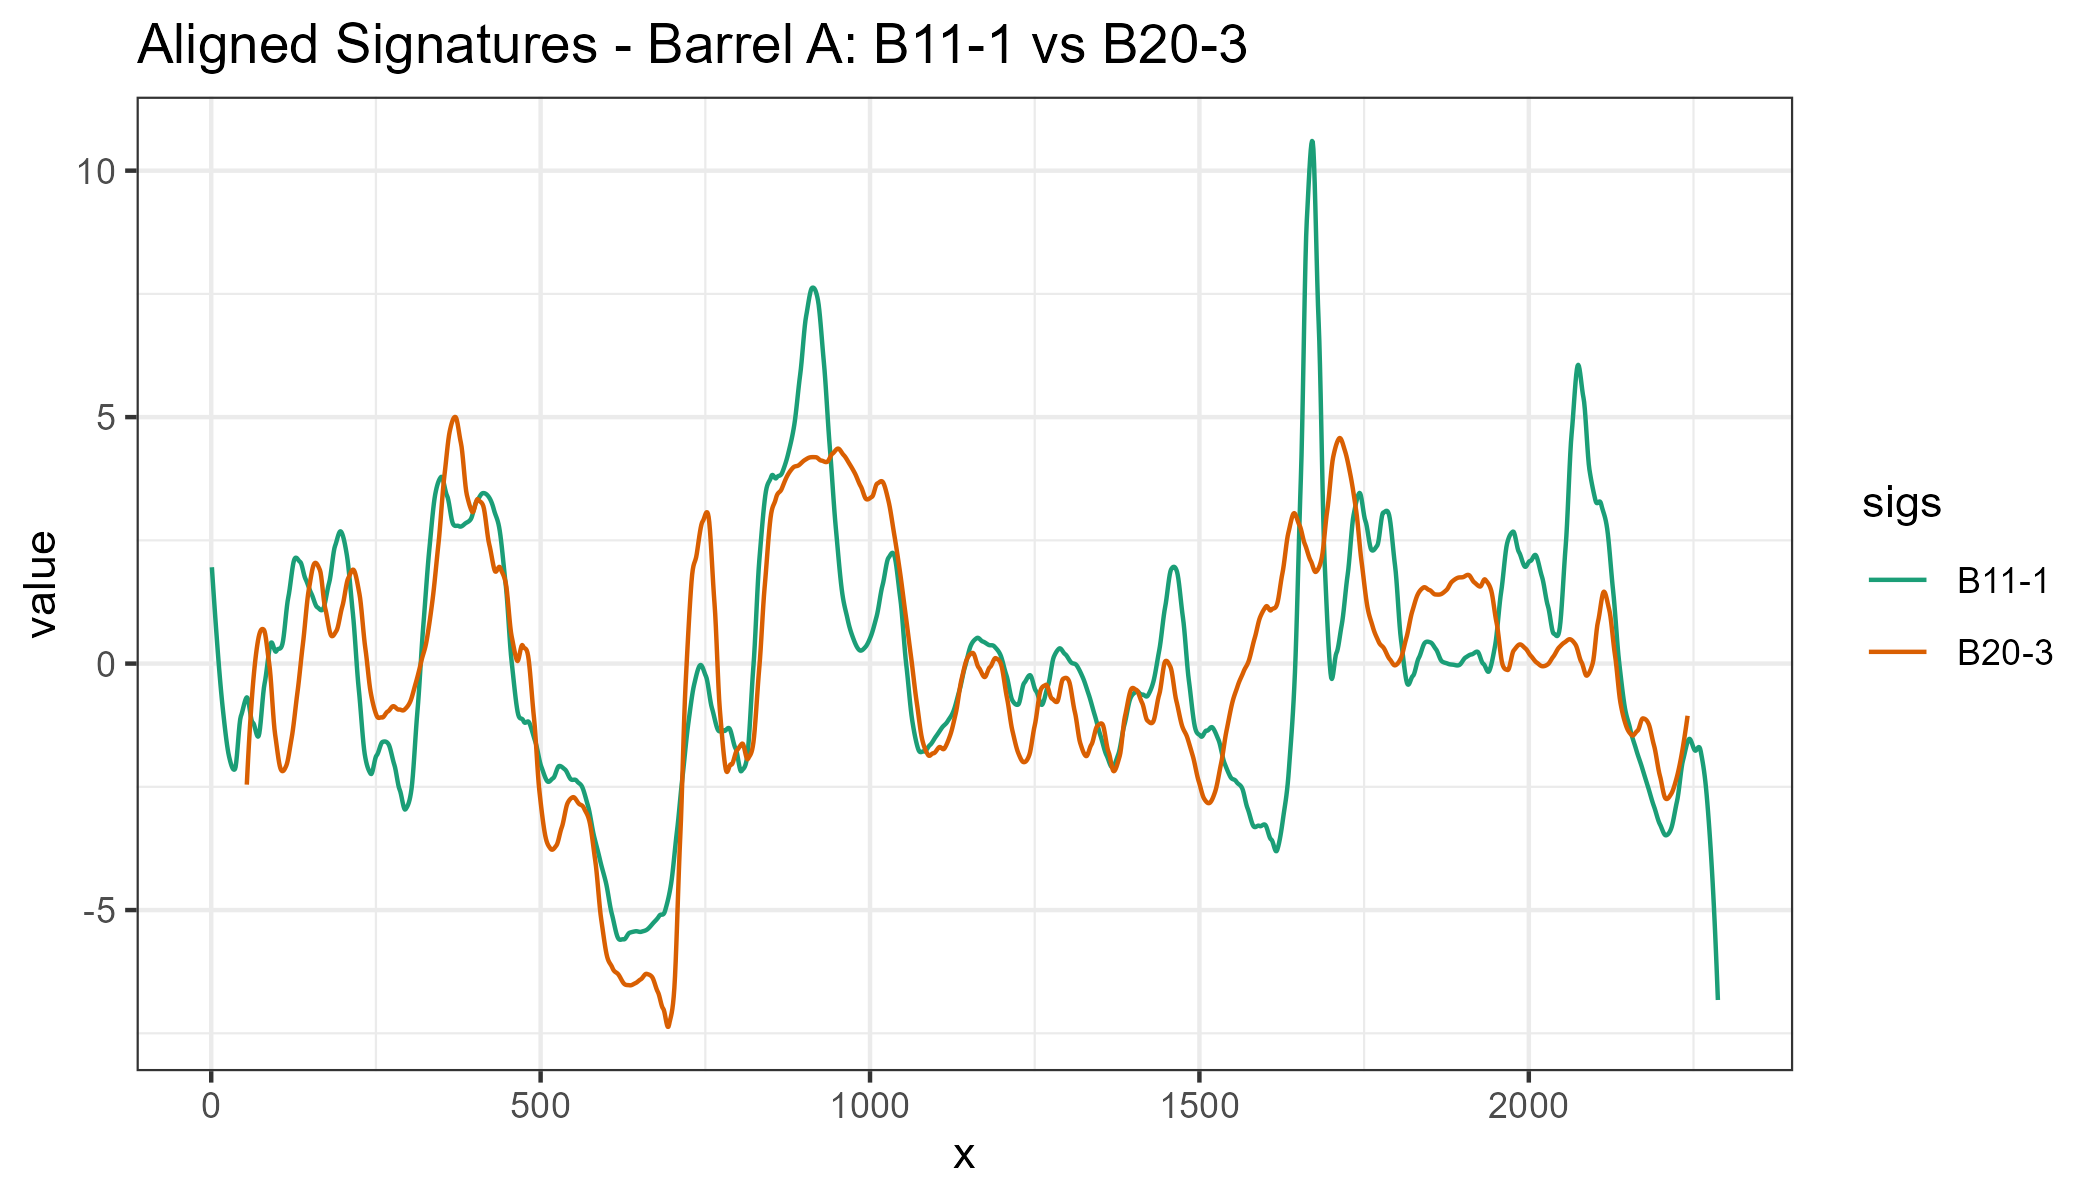 Aligned Signatures - Barrel A: B11-1 vs B20-3
10
5
0
-5
value
0 500 1000 1500 2000
x
sigs
B11-1
B20-3